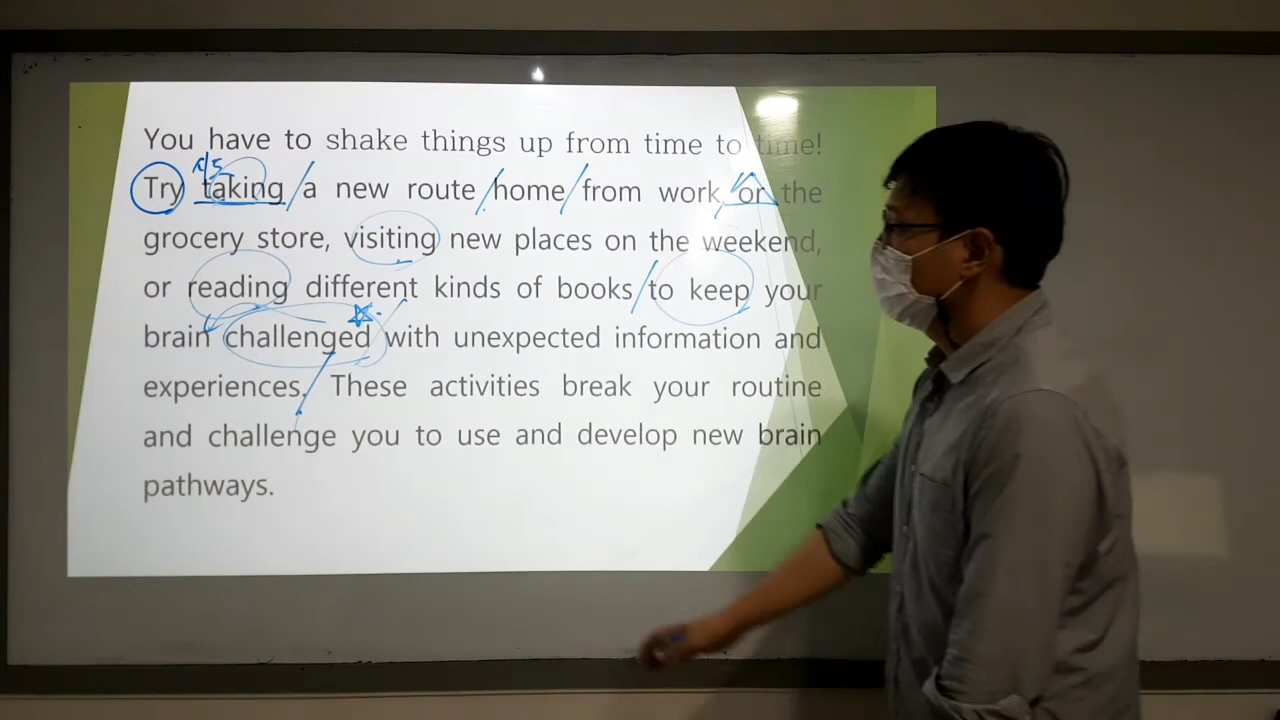 You have to shake things up from time to time!
Try taking a new route home from work, or the
grocery store, visiting new places on the weekend,
or reading different kinds of books to keep your
brain challenged with unexpected information and
experiences. These activities break your routine
and challenge you to use and develop new brain
pathways.